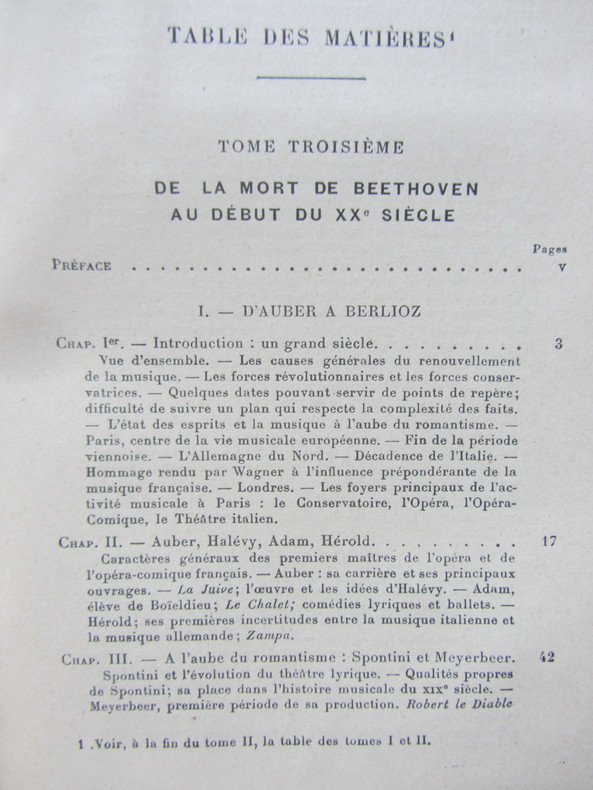 TABLE DES MATIÈRES¹
TOME TROISIÈME
DE LA MORT DE BEETHOVEN
AU DÉBUT DU XXᵉ SIÈCLE
Pages
PRÉFACE . . . . . . . . . . . . . . . . . . . . . . . . . . . . V
I. — D'AUBER A BERLIOZ
CHAP. Iᵉʳ. — Introduction : un grand siècle. . . . . . . . . . 3
Vue d'ensemble. — Les causes générales du renouvellement
de la musique. — Les forces révolutionnaires et les forces conser-
vatrices. — Quelques dates pouvant servir de points de repère;
difficulté de suivre un plan qui respecte la complexité des faits.
— L'état des esprits et la musique à l'aube du romantisme. —
Paris, centre de la vie musicale européenne. — Fin de la période
viennoise. — L'Allemagne du Nord. — Décadence de l'Italie. —
Hommage rendu par Wagner à l'influence prépondérante de la
musique française. — Londres. — Les foyers principaux de l'ac-
tivité musicale à Paris : le Conservatoire, l'Opéra, l'Opéra-
Comique, le Théâtre italien.
CHAP. II. — Auber, Halévy, Adam, Hérold. . . . . . . . . . 17
Caractères généraux des premiers maîtres de l'opéra et de
l'opéra-comique français. — Auber : sa carrière et ses principaux
ouvrages. — La Juive; l'œuvre et les idées d'Halévy. — Adam,
élève de Boïeldieu; Le Chalet; comédies lyriques et ballets. —
Hérold; ses premières incertitudes entre la musique italienne et
la musique allemande; Zampa.
CHAP. III. — A l'aube du romantisme : Spontini et Meyerbeer. 42
Spontini et l'évolution du théâtre lyrique. — Qualités propres
de Spontini; sa place dans l'histoire musicale du XIXᵉ siècle. —
Meyerbeer, première période de sa production. Robert le Diable
1 .Voir, à la fin du tome II, la table des tomes I et II.